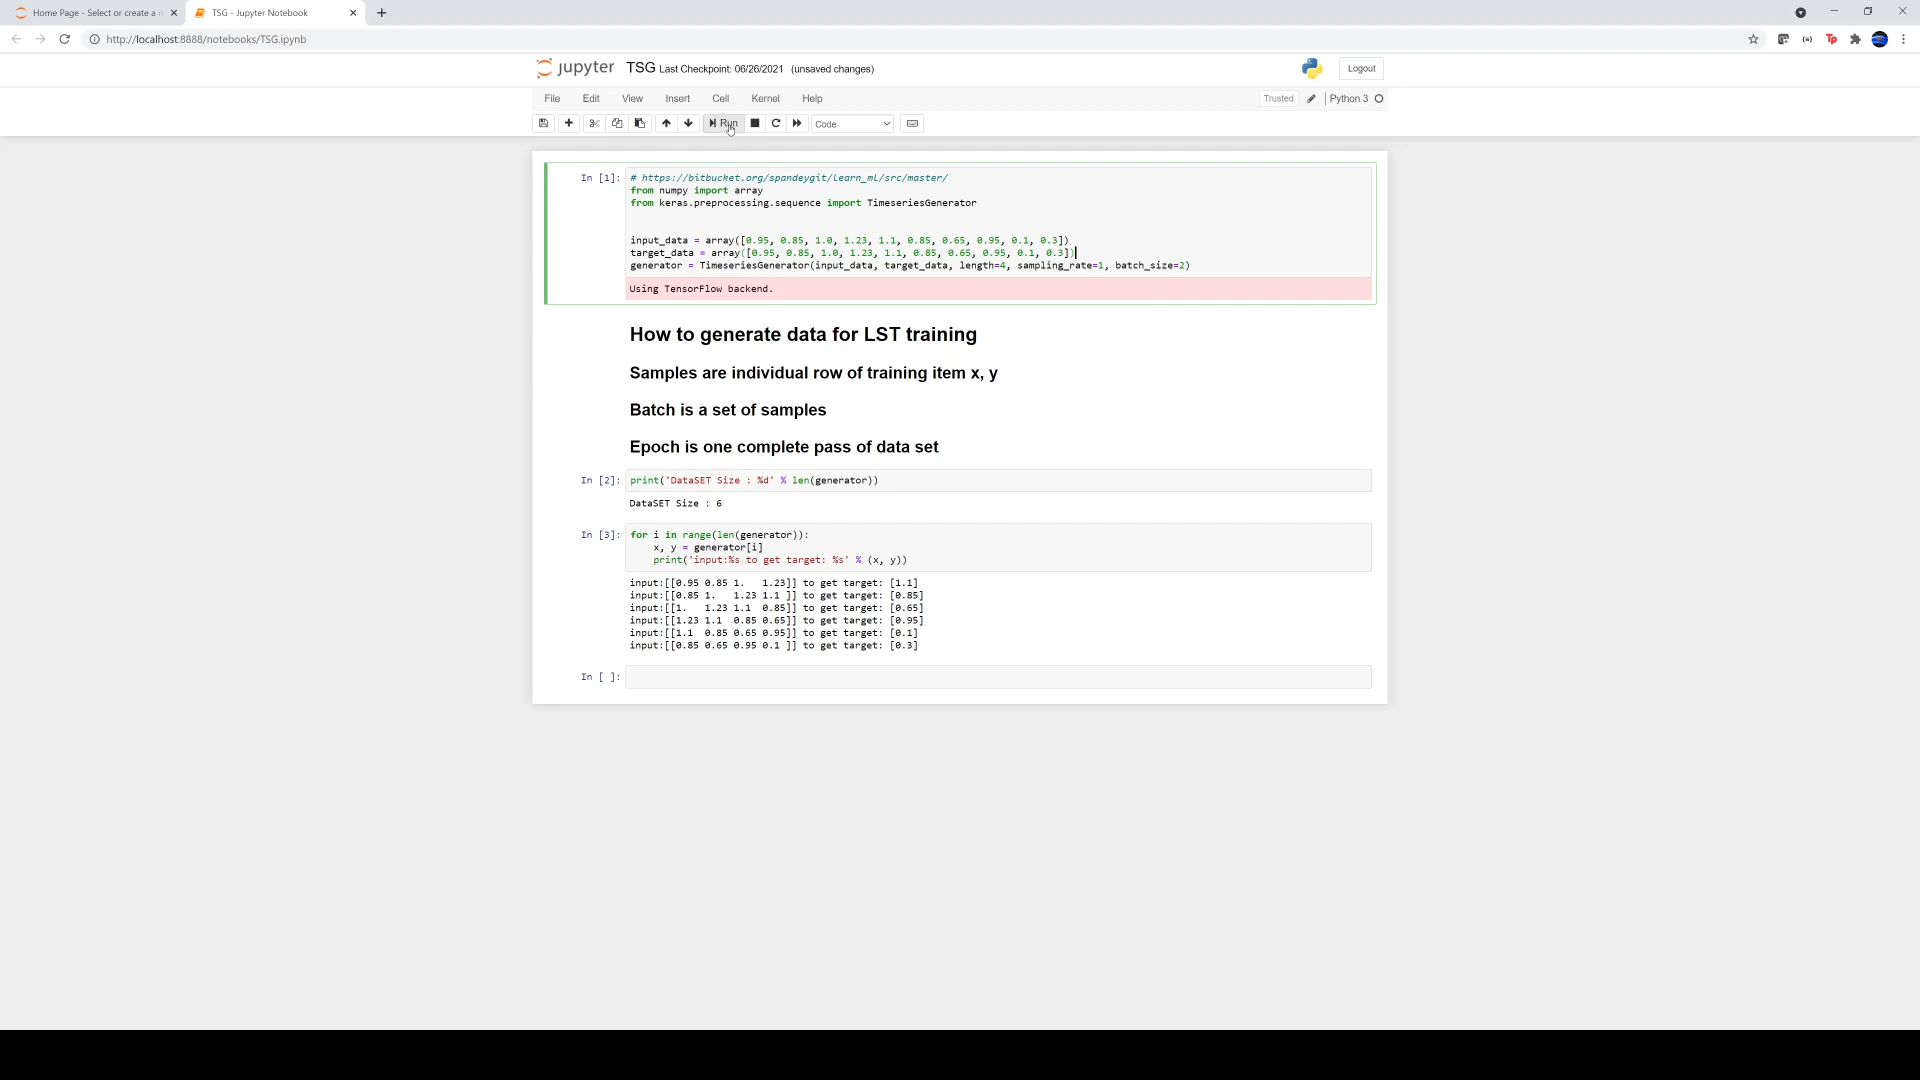 Home Page - Select or create a n
TSG - Jupyter Notebook
http://localhost:8888/notebooks/TSG.ipynb
Tp
jupyter TSG Last Checkpoint: 06/26/2021 (unsaved changes)
Logout
File Edit View Insert Cell Kernel Help
Trusted Python 3
Run Code
In [1]: # https://bitbucket.org/spandeygit/learn_ml/src/master/
from numpy import array
from keras.preprocessing.sequence import TimeseriesGenerator
input_data = array([0.95, 0.85, 1.0, 1.23, 1.1, 0.85, 0.65, 0.95, 0.1, 0.3])
target_data = array([0.95, 0.85, 1.0, 1.23, 1.1, 0.85, 0.65, 0.95, 0.1, 0.3])
generator = TimeseriesGenerator(input_data, target_data, length=4, sampling_rate=1, batch_size=2)
Using TensorFlow backend.
How to generate data for LST training
Samples are individual row of training item x, y
Batch is a set of samples
Epoch is one complete pass of data set
In [2]: print('DataSET Size : %d' % len(generator))
DataSET Size : 6
In [3]: for i in range(len(generator)):
x, y = generator[i]
print('input:%s to get target: %s' % (x, y))
input:[[0.95 0.85 1.   1.23]] to get target: [1.1]
input:[[0.85 1.   1.23 1.1 ]] to get target: [0.85]
input:[[1.   1.23 1.1  0.85]] to get target: [0.65]
input:[[1.23 1.1  0.85 0.65]] to get target: [0.95]
input:[[1.1  0.85 0.65 0.95]] to get target: [0.1]
input:[[0.85 0.65 0.95 0.1 ]] to get target: [0.3]
In [ ]: